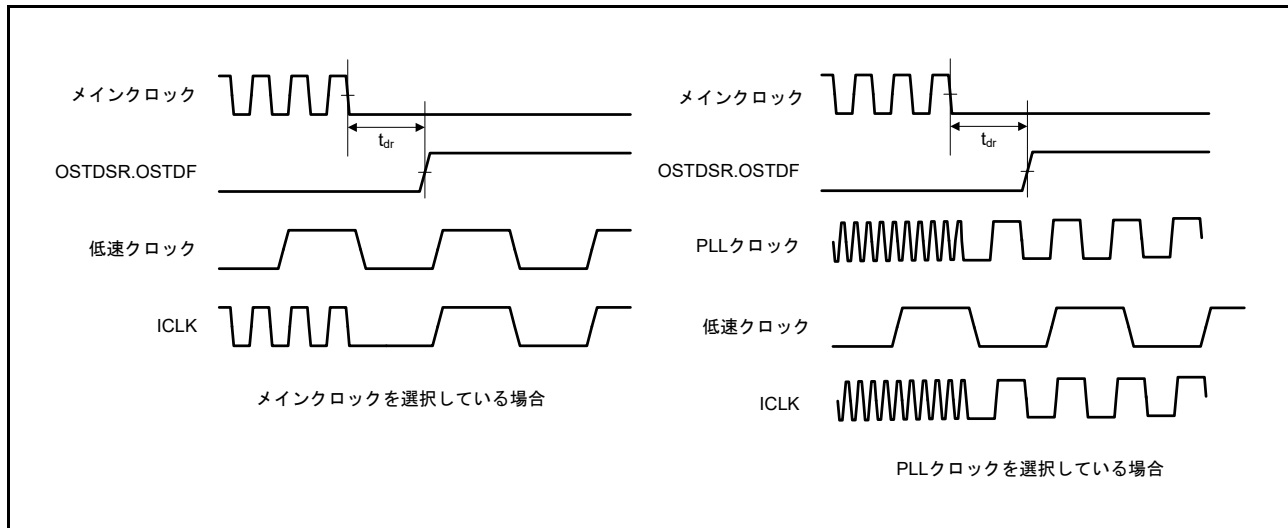 メインクロック
tdr
OSTDSR.OSTDF
低速クロック
ICLK
メインクロックを選択している場合
メインクロック
tdr
OSTDSR.OSTDF
PLLクロック
低速クロック
ICLK
PLLクロックを選択している場合